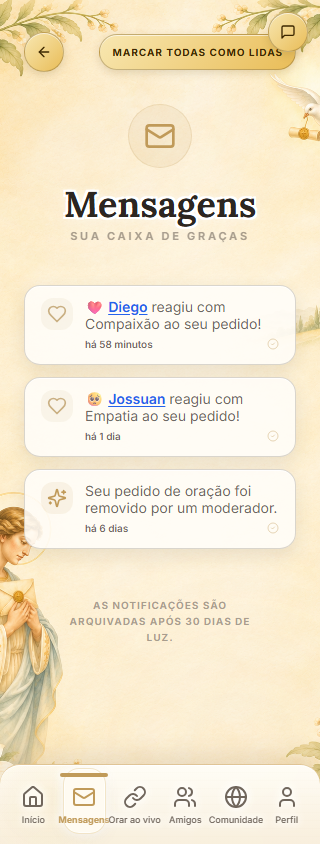 MARCAR TODAS COMO LIDAS
Mensagens
SUA CAIXA DE GRAÇAS
Diego reagiu com
Compaixão ao seu pedido!
há 58 minutos
Jossuan reagiu com
Empatia ao seu pedido!
há 1 dia
Seu pedido de oração foi
removido por um moderador.
há 6 dias
AS NOTIFICAÇÕES SÃO
ARQUIVADAS APÓS 30 DIAS DE
LUZ.
Início Mensagens Orar ao vivo Amigos Comunidade Perfil